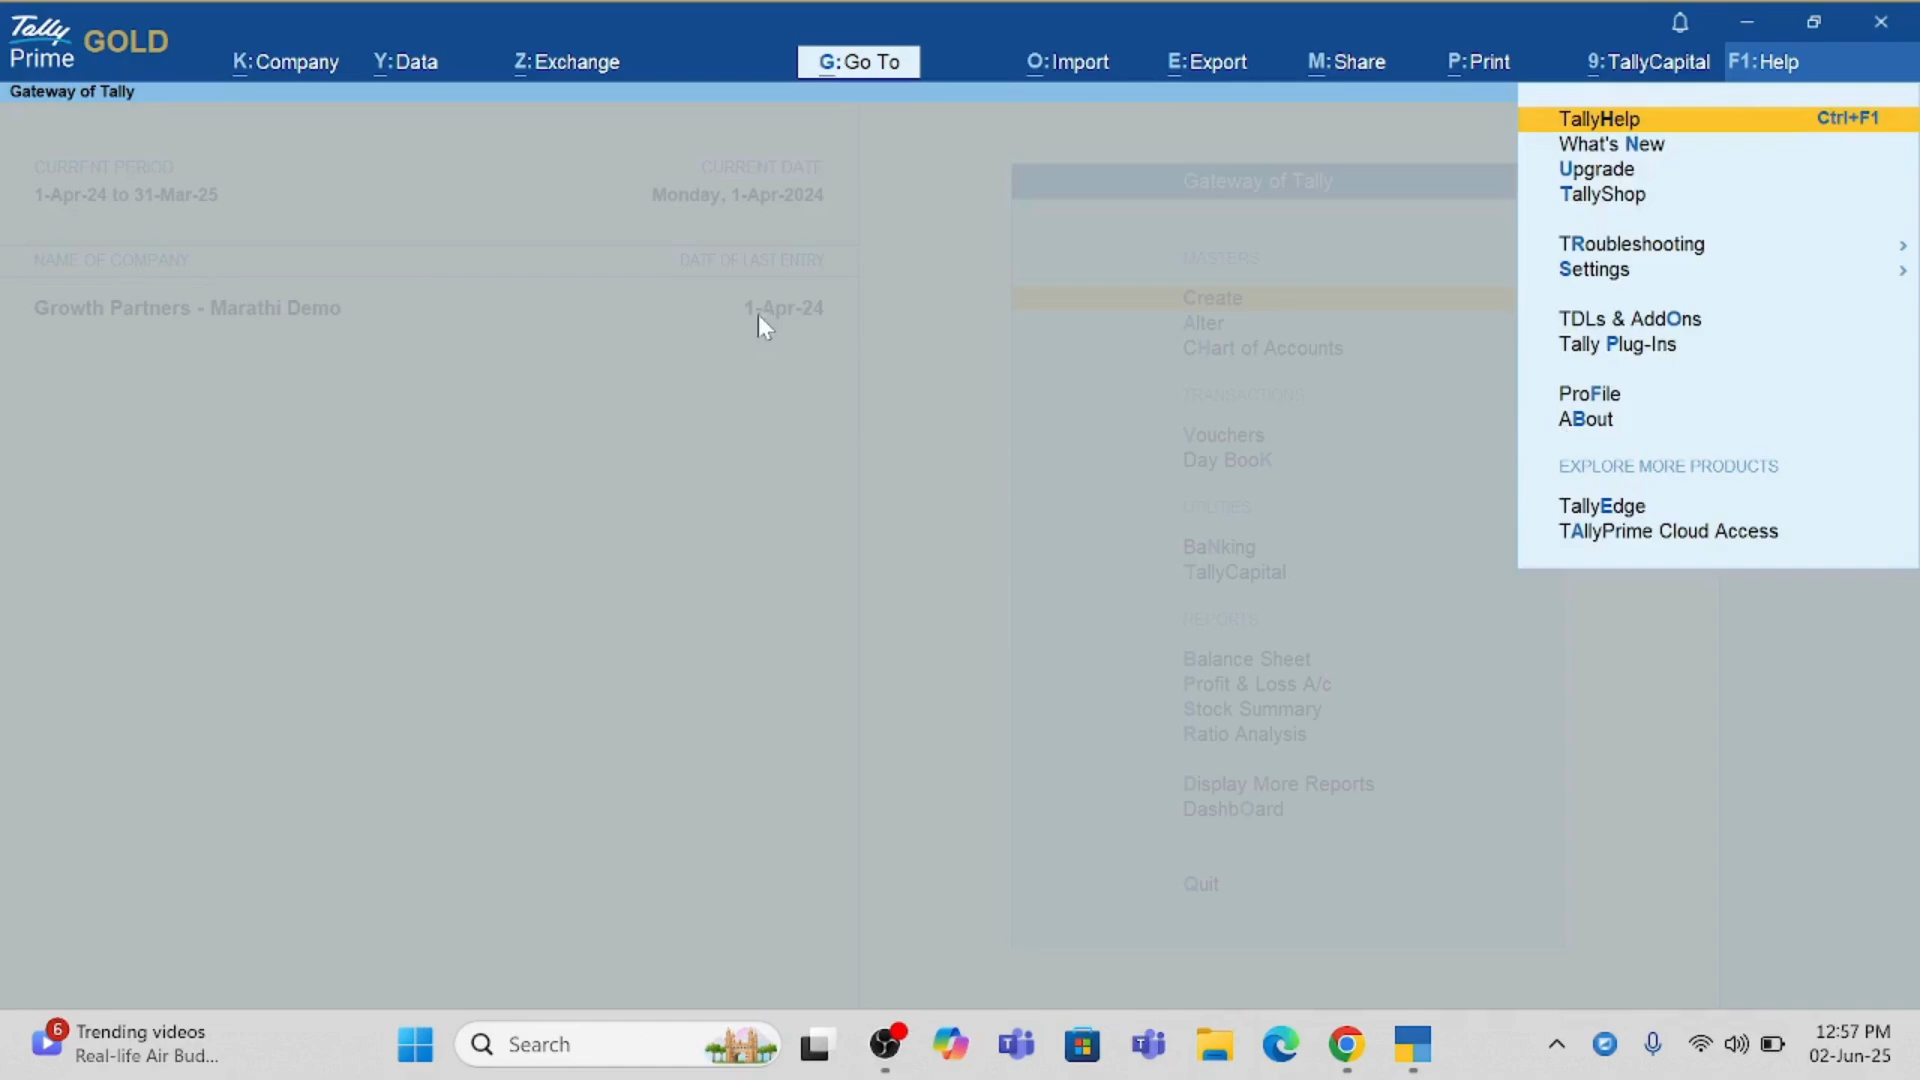 Tally Prime GOLD
K:Company Y:Data Z:Exchange G:Go To O:Import E:Export M:Share P:Print 9:TallyCapital F1:Help
Gateway of Tally
CURRENT PERIOD CURRENT DATE
1-Apr-24 to 31-Mar-25 Monday, 1-Apr-2024
NAME OF COMPANY DATE OF LAST ENTRY
Growth Partners - Marathi Demo 1-Apr-24
Gateway of Tally
MASTERS
Create
Alter
CHart of Accounts
TRANSACTIONS
Vouchers
Day BooK
UTILITIES
BaNking
TallyCapital
REPORTS
Balance Sheet
Profit & Loss A/c
Stock Summary
Ratio Analysis
Display More Reports
DashbOard
Quit
TallyHelp Ctrl+F1
What's New
Upgrade
TallyShop
TRoubleshooting
Settings
TDLs & AddOns
Tally Plug-Ins
ProFile
ABout
EXPLORE MORE PRODUCTS
TallyEdge
TAllyPrime Cloud Access
6
Trending videos
Real-life Air Bud...
Search
12:57 PM
02-Jun-25